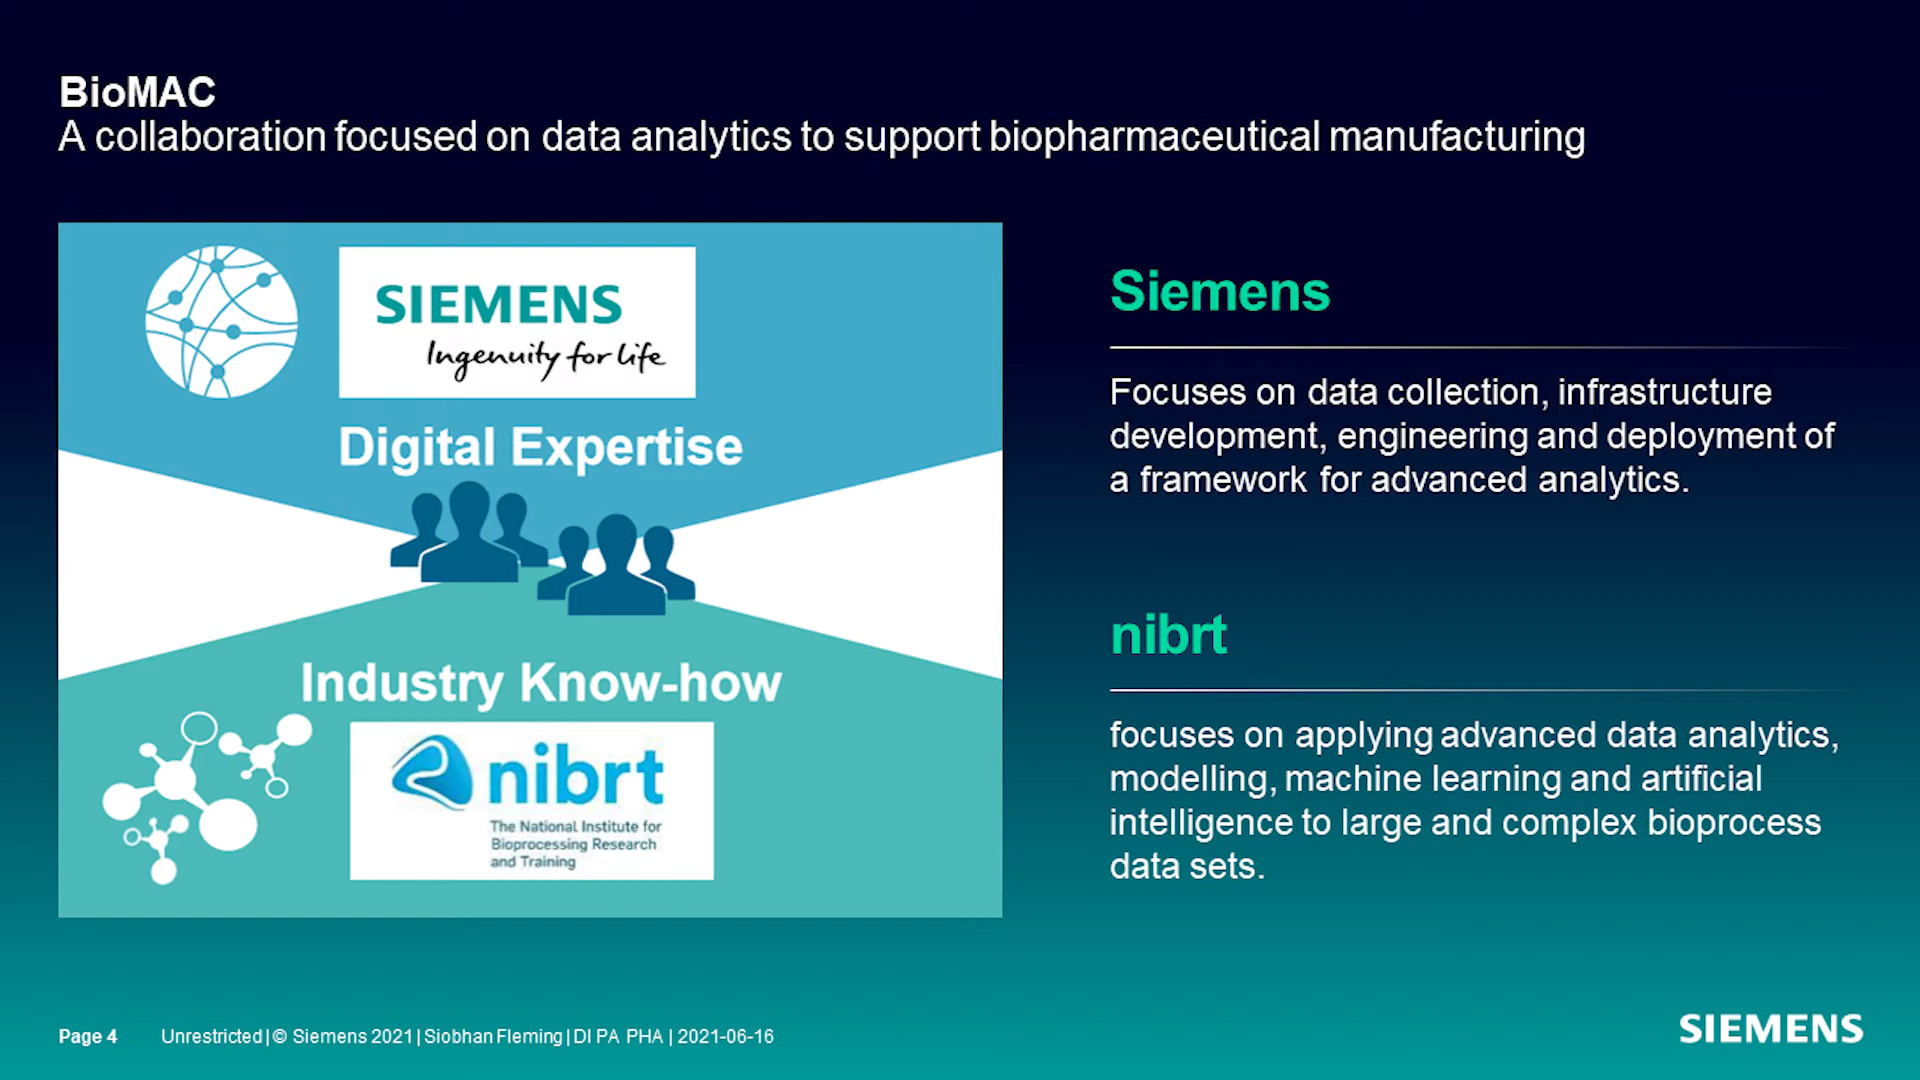 BioMAC
A collaboration focused on data analytics to support biopharmaceutical manufacturing
SIEMENS
Ingenuity for life
Digital Expertise
Industry Know-how
nibrt
The National Institute for
Bioprocessing Research
and Training
Siemens
Focuses on data collection, infrastructure
development, engineering and deployment of
a framework for advanced analytics.
nibrt
focuses on applying advanced data analytics,
modelling, machine learning and artificial
intelligence to large and complex bioprocess
data sets.
Page 4 Unrestricted | © Siemens 2021 | Siobhan Fleming | DI PA PHA | 2021-06-16
SIEMENS